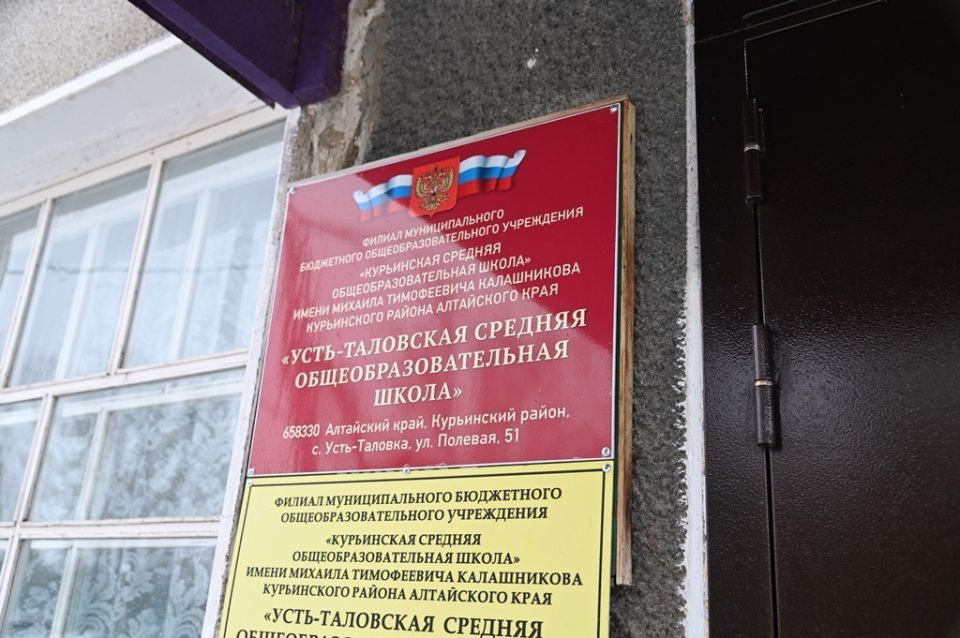 ФИЛИАЛ МУНИЦИПАЛЬНОГО
БЮДЖЕТНОГО ОБЩЕОБРАЗОВАТЕЛЬНОГО УЧРЕЖДЕНИЯ
«КУРЬИНСКАЯ СРЕДНЯЯ
ОБЩЕОБРАЗОВАТЕЛЬНАЯ ШКОЛА»
ИМЕНИ МИХАИЛА ТИМОФЕЕВИЧА КАЛАШНИКОВА
КУРЬИНСКОГО РАЙОНА АЛТАЙСКОГО КРАЯ
«УСТЬ-ТАЛОВСКАЯ СРЕДНЯЯ
ОБЩЕОБРАЗОВАТЕЛЬНАЯ
ШКОЛА»
658330 Алтайский край, Курьинский район,
с. Усть-Таловка, ул. Полевая, 51
ФИЛИАЛ МУНИЦИПАЛЬНОГО БЮДЖЕТНОГО
ОБЩЕОБРАЗОВАТЕЛЬНОГО УЧРЕЖДЕНИЯ
«КУРЬИНСКАЯ СРЕДНЯЯ
ОБЩЕОБРАЗОВАТЕЛЬНАЯ ШКОЛА»
ИМЕНИ МИХАИЛА ТИМОФЕЕВИЧА КАЛАШНИКОВА
КУРЬИНСКОГО РАЙОНА АЛТАЙСКОГО КРАЯ
«УСТЬ-ТАЛОВСКАЯ СРЕДНЯЯ